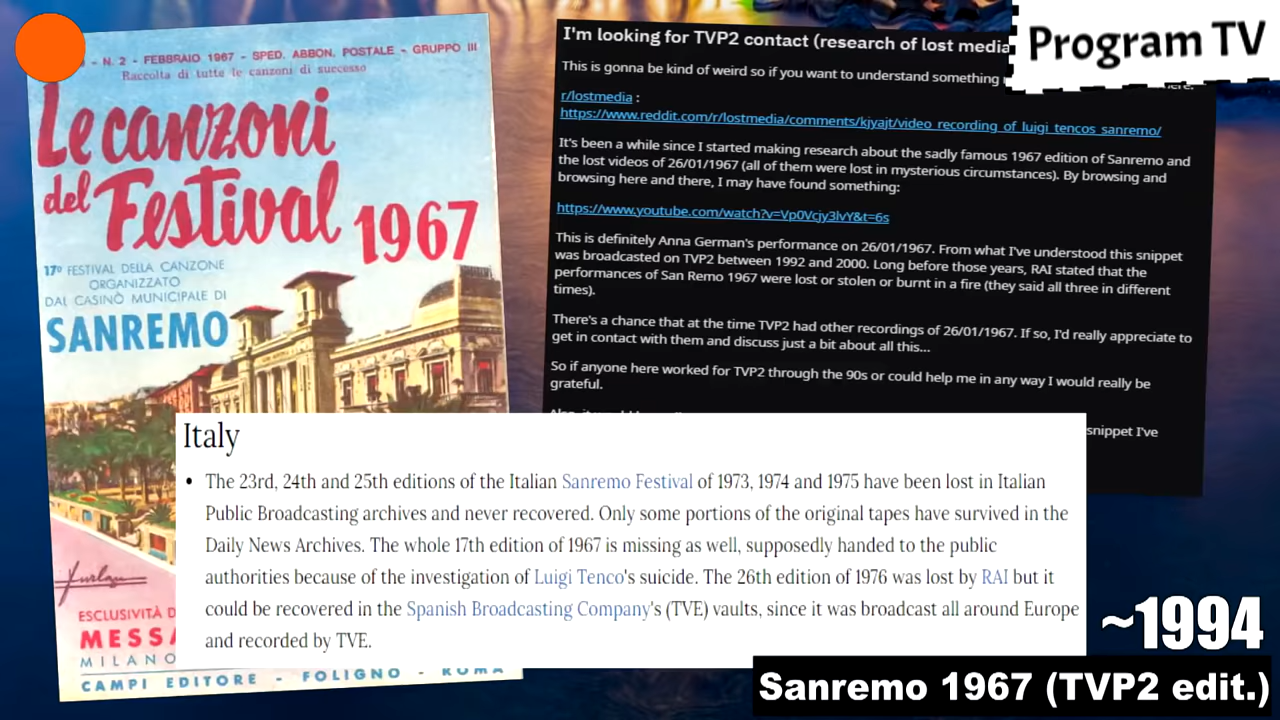 - N. 2 - FEBBRAIO 1967 - SPED. ABBON. POSTALE - GRUPPO III
Raccolta di tutte le canzoni di successo
Le canzoni
del Festival 1967
17º FESTIVAL DELLA CANZONE
ORGANIZZATO
DAL CASINÒ MUNICIPALE DI
SANREMO
ESCLUSIVITÀ D
MESSA
MILANO
CAMPI EDITORE - FOLIGNO - ROMA
I'm looking for TVP2 contact (research of lost media
This is gonna be kind of weird so if you want to understand something
here.
r/lostmedia :
https://www.reddit.com/r/lostmedia/comments/kjyajt/video_recording_of_luigi_tencos_sanremo/
It's been a while since I started making research about the sadly famous 1967 edition of Sanremo and
the lost videos of 26/01/1967 (all of them were lost in mysterious circumstances). By browsing and
browsing here and there, I may have found something:
https://www.youtube.com/watch?v=Vp0Vcjy3lvY&t=6s
This is definitely Anna German's performance on 26/01/1967. From what I've understood this snippet
was broadcasted on TVP2 between 1992 and 2000. Long before those years, RAI stated that the
performances of San Remo 1967 were lost or stolen or burnt in a fire (they said all three in different
times).
There's a chance that at the time TVP2 had other recordings of 26/01/1967. If so, I'd really appreciate to
get in contact with them and discuss just a bit about all this...
So if anyone here worked for TVP2 through the 90s or could help me in any way I would really be
grateful.
snippet I've
Program TV
Italy
• The 23rd, 24th and 25th editions of the Italian Sanremo Festival of 1973, 1974 and 1975 have been lost in Italian
Public Broadcasting archives and never recovered. Only some portions of the original tapes have survived in the
Daily News Archives. The whole 17th edition of 1967 is missing as well, supposedly handed to the public
authorities because of the investigation of Luigi Tenco's suicide. The 26th edition of 1976 was lost by RAI but it
could be recovered in the Spanish Broadcasting Company's (TVE) vaults, since it was broadcast all around Europe
and recorded by TVE.
~1994
Sanremo 1967 (TVP2 edit.)